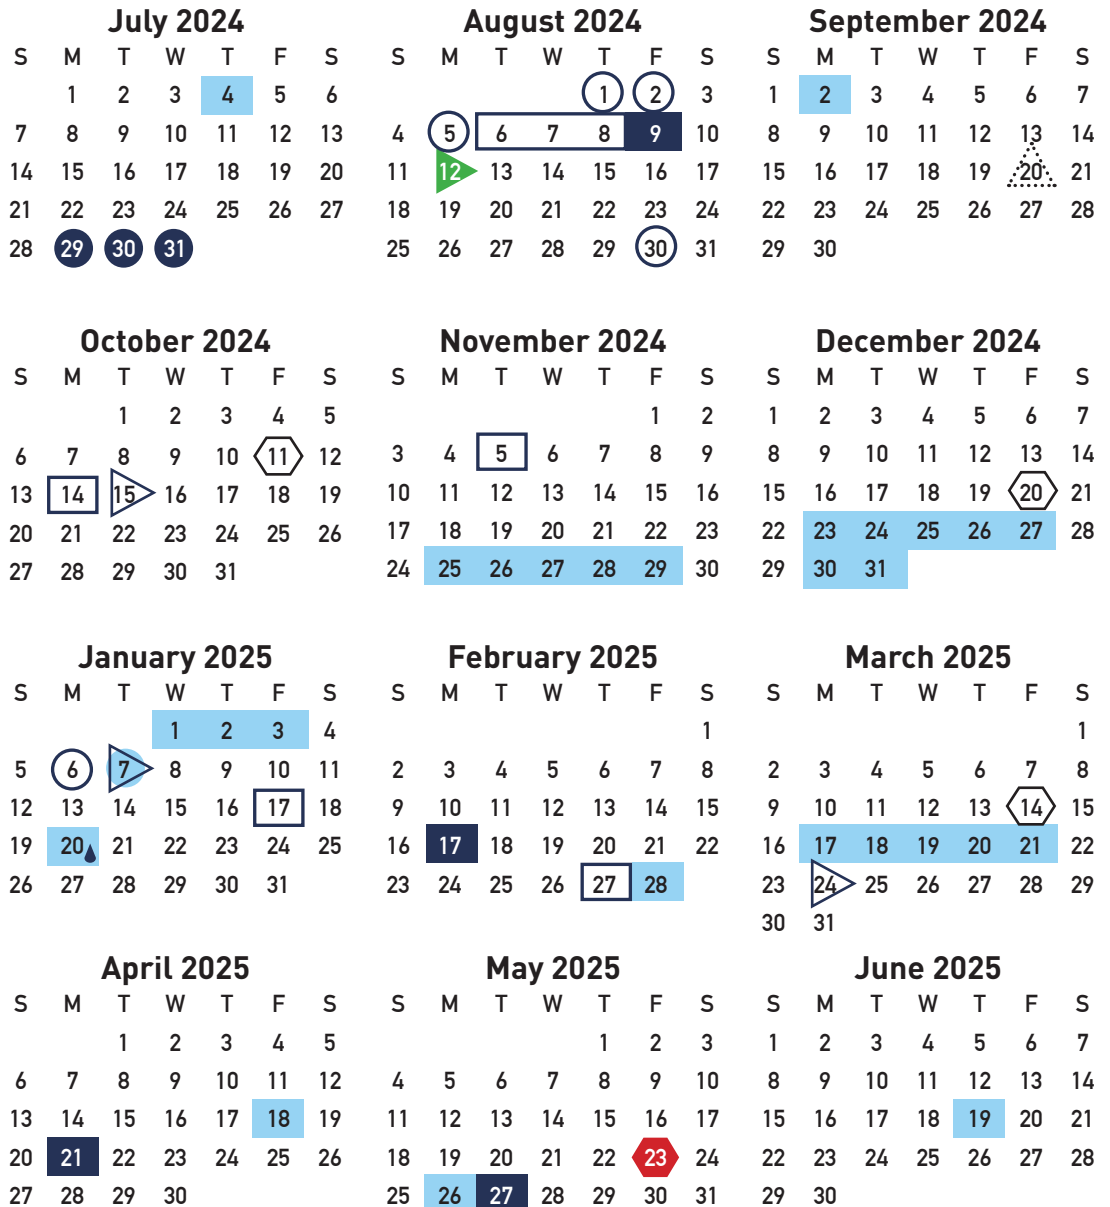 July 2024
S M T W T F S
1 2 3 4 5 6
7 8 9 10 11 12 13
14 15 16 17 18 19 20
21 22 23 24 25 26 27
28 29 30 31
August 2024
S M T W T F S
1 2 3
4 5 6 7 8 9 10
11 12 13 14 15 16 17
18 19 20 21 22 23 24
25 26 27 28 29 30 31
September 2024
S M T W T F S
1 2 3 4 5 6 7
8 9 10 11 12 13 14
15 16 17 18 19 20 21
22 23 24 25 26 27 28
29 30
October 2024
S M T W T F S
1 2 3 4 5
6 7 8 9 10 11 12
13 14 15 16 17 18 19
20 21 22 23 24 25 26
27 28 29 30 31
November 2024
S M T W T F S
1 2
3 4 5 6 7 8 9
10 11 12 13 14 15 16
17 18 19 20 21 22 23
24 25 26 27 28 29 30
December 2024
S M T W T F S
1 2 3 4 5 6 7
8 9 10 11 12 13 14
15 16 17 18 19 20 21
22 23 24 25 26 27 28
29 30 31
January 2025
S M T W T F S
1 2 3 4
5 6 7 8 9 10 11
12 13 14 15 16 17 18
19 20 21 22 23 24 25
26 27 28 29 30 31
February 2025
S M T W T F S
1
2 3 4 5 6 7 8
9 10 11 12 13 14 15
16 17 18 19 20 21 22
23 24 25 26 27 28
March 2025
S M T W T F S
1
2 3 4 5 6 7 8
9 10 11 12 13 14 15
16 17 18 19 20 21 22
23 24 25 26 27 28 29
30 31
April 2025
S M T W T F S
1 2 3 4 5
6 7 8 9 10 11 12
13 14 15 16 17 18 19
20 21 22 23 24 25 26
27 28 29 30
May 2025
S M T W T F S
1 2 3
4 5 6 7 8 9 10
11 12 13 14 15 16 17
18 19 20 21 22 23 24
25 26 27 28 29 30 31
June 2025
S M T W T F S
1 2 3 4 5 6 7
8 9 10 11 12 13 14
15 16 17 18 19 20 21
22 23 24 25 26 27 28
29 30